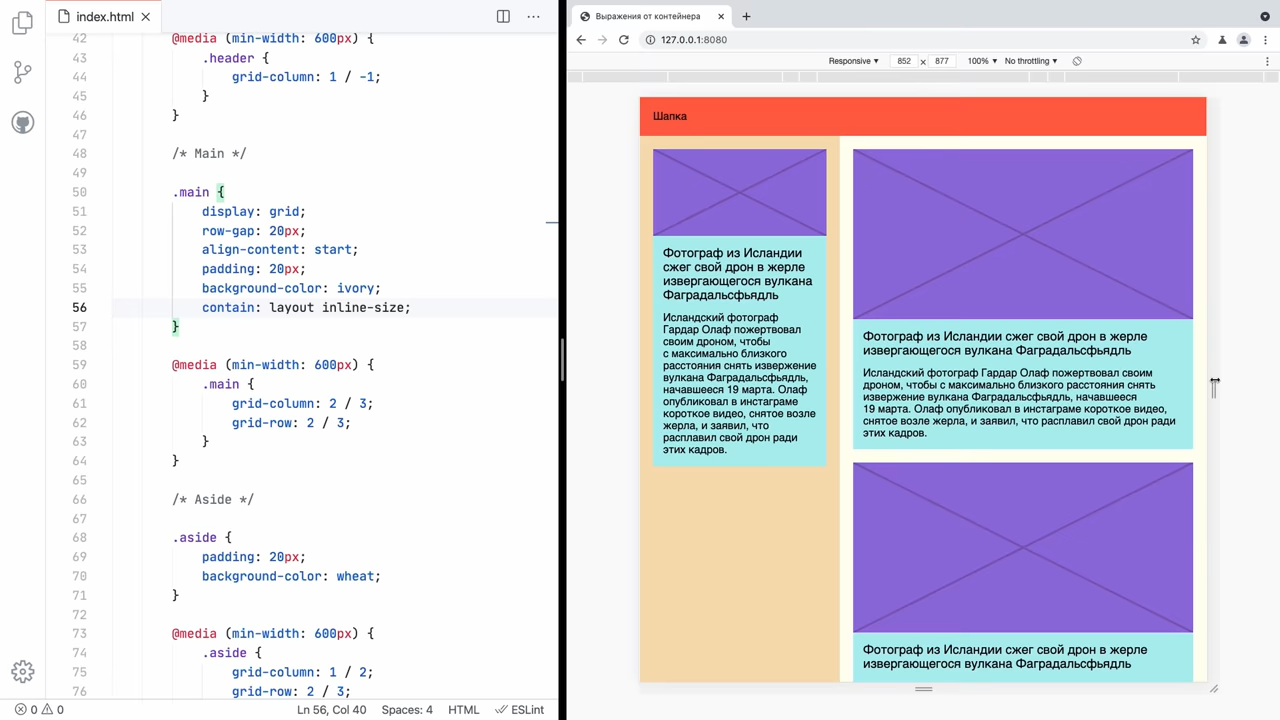 index.html
42 @media (min-width: 600px) {
43 .header {
44 grid-column: 1 / -1;
45 }
46 }
47
48 /* Main */
49
50 .main {
51 display: grid;
52 row-gap: 20px;
53 align-content: start;
54 padding: 20px;
55 background-color: ivory;
56 contain: layout inline-size;
57 }
58
59 @media (min-width: 600px) {
60 .main {
61 grid-column: 2 / 3;
62 grid-row: 2 / 3;
63 }
64 }
65
66 /* Aside */
67
68 .aside {
69 padding: 20px;
70 background-color: wheat;
71 }
72
73 @media (min-width: 600px) {
74 .aside {
75 grid-column: 1 / 2;
76 grid-row: 2 / 3;
0 0 Ln 56, Col 40 Spaces: 4 HTML ESLint
Выражения от контейнера
127.0.0.1:8080
Responsive 852 x 877 100% No throttling
Шапка
Фотограф из Исландии
сжег свой дрон в жерле
извергающегося вулкана
Фаградальсфьядль
Исландский фотограф
Гардар Олаф пожертвовал
своим дроном, чтобы
с максимально близкого
расстояния снять извержение
вулкана Фаградальсфьядль,
начавшееся 19 марта. Олаф
опубликовал в инстаграме
короткое видео, снятое возле
жерла, и заявил, что
расплавил свой дрон ради
этих кадров.
Фотограф из Исландии сжег свой дрон в жерле
извергающегося вулкана Фаградальсфьядль
Исландский фотограф Гардар Олаф пожертвовал своим
дроном, чтобы с максимально близкого расстояния снять
извержение вулкана Фаградальсфьядль, начавшееся
19 марта. Олаф опубликовал в инстаграме короткое видео,
снятое возле жерла, и заявил, что расплавил свой дрон ради
этих кадров.
Фотограф из Исландии сжег свой дрон в жерле
извергающегося вулкана Фаградальсфьядль